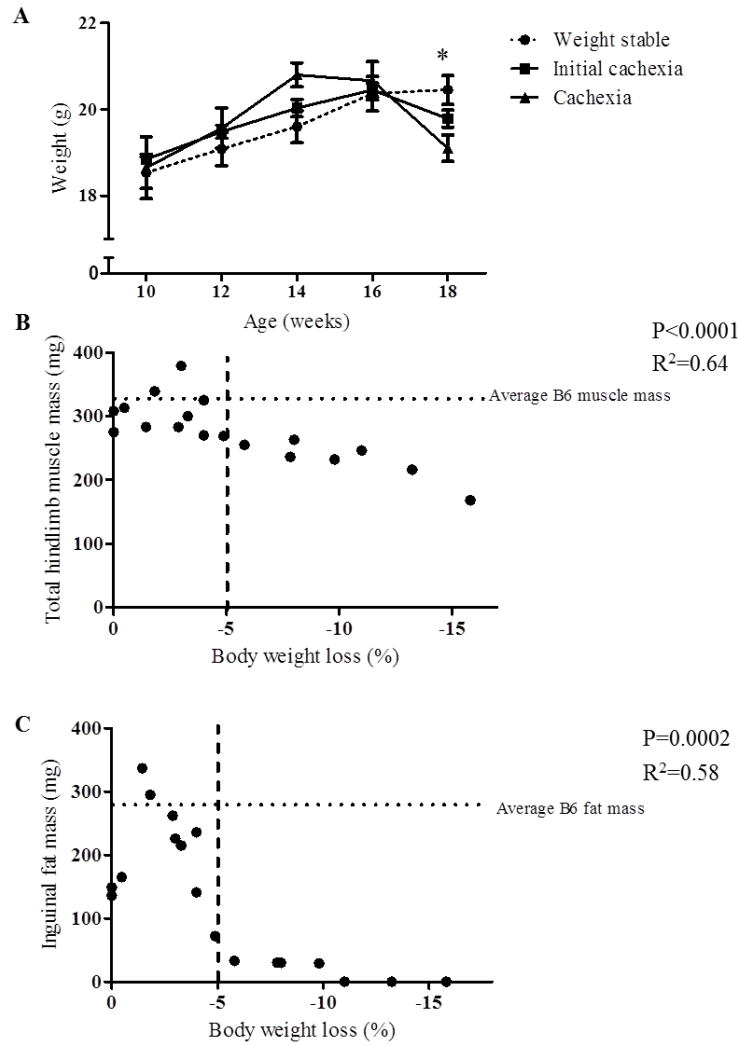 A
22
20
18
0
Weight (g)
10 12 14 16 18
Age (weeks)
*
Weight stable
Initial cachexia
Cachexia
B
400
300
200
100
0
Total hindlimb muscle mass (mg)
0 -5 -10 -15
Body weight loss (%)
Average B6 muscle mass
P<0.0001
R²=0.64
C
400
300
200
100
0
Inguinal fat mass (mg)
0 -5 -10 -15
Body weight loss (%)
Average B6 fat mass
P=0.0002
R²=0.58